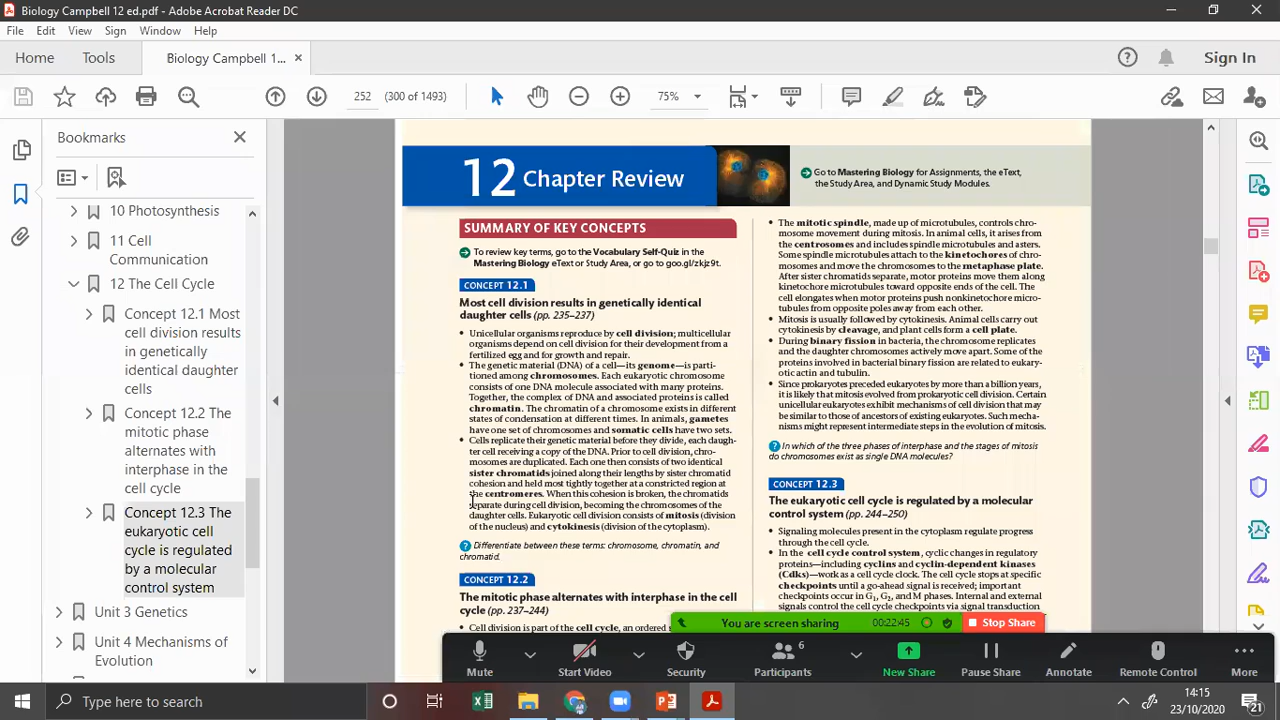 Biology Campbell 12 ed.pdf - Adobe Acrobat Reader DC
File Edit View Sign Window Help
Home Tools Biology Campbell 1... ×
Sign In
252 (300 of 1493) 75%
Bookmarks
10 Photosynthesis
11 Cell
Communication
12 The Cell Cycle
Concept 12.1 Most
cell division results
in genetically
identical daughter
cells
Concept 12.2 The
mitotic phase
alternates with
interphase in the
cell cycle
Concept 12.3 The
eukaryotic cell
cycle is regulated
by a molecular
control system
Unit 3 Genetics
Unit 4 Mechanisms of
Evolution
12 Chapter Review
Go to Mastering Biology for Assignments, the eText,
the Study Area, and Dynamic Study Modules.
SUMMARY OF KEY CONCEPTS
To review key terms, go to the Vocabulary Self-Quiz in the
Mastering Biology eText or Study Area, or go to goo.gl/zkjz9t.
CONCEPT 12.1
Most cell division results in genetically identical
daughter cells (pp. 235–237)
• Unicellular organisms reproduce by cell division; multicellular
organisms depend on cell division for their development from a
fertilized egg and for growth and repair.
• The genetic material (DNA) of a cell—its genome—is parti-
tioned among chromosomes. Each eukaryotic chromosome
consists of one DNA molecule associated with many proteins.
Together, the complex of DNA and associated proteins is called
chromatin. The chromatin of a chromosome exists in different
states of condensation at different times. In animals, gametes
have one set of chromosomes and somatic cells have two sets.
• Cells replicate their genetic material before they divide, each daugh-
ter cell receiving a copy of the DNA. Prior to cell division, chro-
mosomes are duplicated. Each one then consists of two identical
sister chromatids joined along their lengths by sister chromatid
cohesion and held most tightly together at a constricted region at
the centromeres. When this cohesion is broken, the chromatids
separate during cell division, becoming the chromosomes of the
daughter cells. Eukaryotic cell division consists of mitosis (division
of the nucleus) and cytokinesis (division of the cytoplasm).
? Differentiate between these terms: chromosome, chromatin, and
chromatid.
CONCEPT 12.2
The mitotic phase alternates with interphase in the cell
cycle (pp. 237–244)
• Cell division is part of the cell cycle, an ordered s
• The mitotic spindle, made up of microtubules, controls chro-
mosome movement during mitosis. In animal cells, it arises from
the centrosomes and includes spindle microtubules and asters.
Some spindle microtubules attach to the kinetochores of chro-
mosomes and move the chromosomes to the metaphase plate.
After sister chromatids separate, motor proteins move them along
kinetochore microtubules toward opposite ends of the cell. The
cell elongates when motor proteins push nonkinetochore micro-
tubules from opposite poles away from each other.
• Mitosis is usually followed by cytokinesis. Animal cells carry out
cytokinesis by cleavage, and plant cells form a cell plate.
• During binary fission in bacteria, the chromosome replicates
and the daughter chromosomes actively move apart. Some of the
proteins involved in bacterial binary fission are related to eukary-
otic actin and tubulin.
• Since prokaryotes preceded eukaryotes by more than a billion years,
it is likely that mitosis evolved from prokaryotic cell division. Certain
unicellular eukaryotes exhibit mechanisms of cell division that may
be similar to those of ancestors of existing eukaryotes. Such mecha-
nisms might represent intermediate steps in the evolution of mitosis.
? In which of the three phases of interphase and the stages of mitosis
do chromosomes exist as single DNA molecules?
CONCEPT 12.3
The eukaryotic cell cycle is regulated by a molecular
control system (pp. 244–250)
• Signaling molecules present in the cytoplasm regulate progress
through the cell cycle.
• In the cell cycle control system, cyclic changes in regulatory
proteins—including cyclins and cyclin-dependent kinases
(Cdks)—work as a cell cycle clock. The cell cycle stops at specific
checkpoints until a go-ahead signal is received; important
checkpoints occur in G1, G2, and M phases. Internal and external
signals control the cell cycle checkpoints via signal transduction
You are screen sharing 00:22:45 Stop Share
Mute Start Video Security Participants 6 New Share Pause Share Annotate Remote Control More
Type here to search
14:15
23/10/2020
21